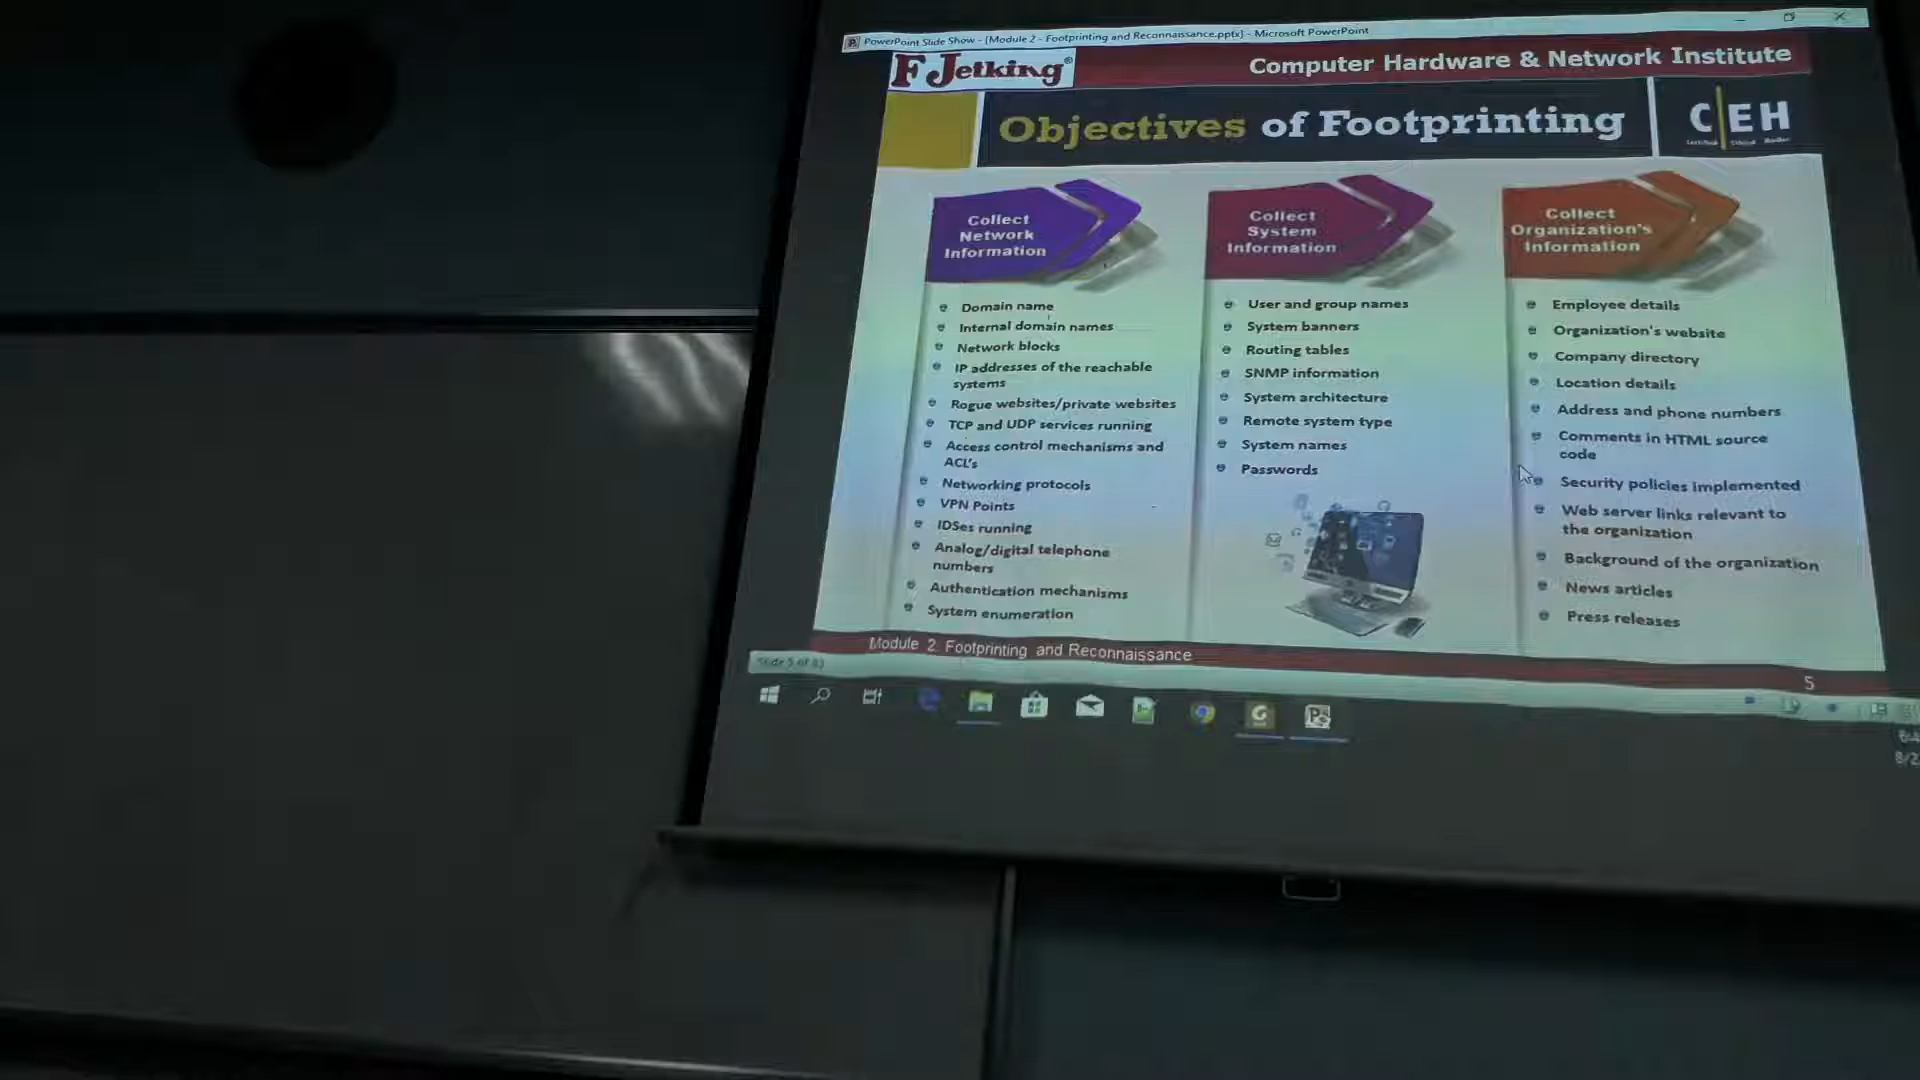 PowerPoint Slide Show - [Module 2 - Footprinting and Reconnaissance.pptx] - Microsoft PowerPoint
Jetking®
Computer Hardware & Network Institute
Objectives of Footprinting
C|EH
Collect
Network
Information
Domain name
Internal domain names
Network blocks
IP addresses of the reachable
systems
Rogue websites/private websites
TCP and UDP services running
Access control mechanisms and
ACL's
Networking protocols
VPN Points
IDSes running
Analog/digital telephone
numbers
Authentication mechanisms
System enumeration
Collect
System
Information
User and group names
System banners
Routing tables
SNMP information
System architecture
Remote system type
System names
Passwords
Collect
Organization's
Information
Employee details
Organization's website
Company directory
Location details
Address and phone numbers
Comments in HTML source
code
Security policies implemented
Web server links relevant to
the organization
Background of the organization
News articles
Press releases
Module 2: Footprinting and Reconnaissance
5
Slide 5 of 83